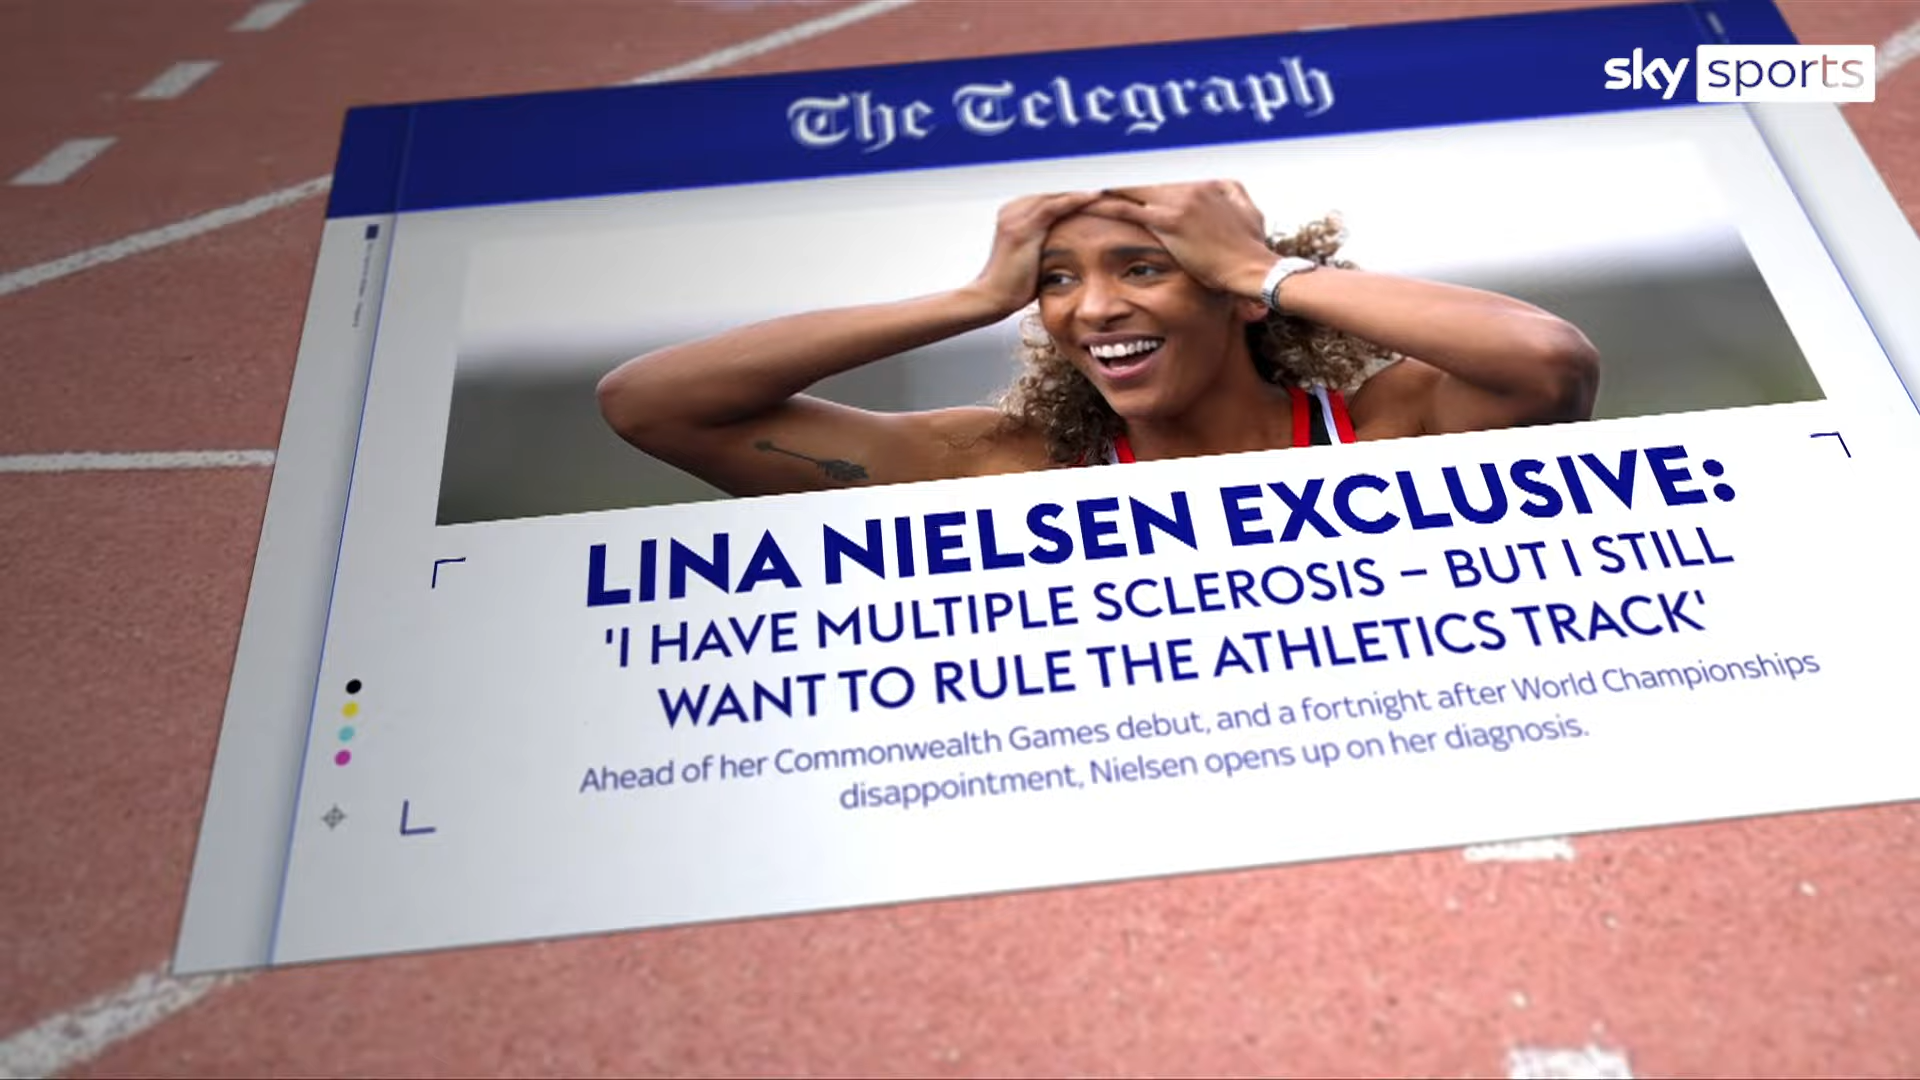 sky sports
The Telegraph
LINA NIELSEN EXCLUSIVE:
'I HAVE MULTIPLE SCLEROSIS – BUT I STILL
WANT TO RULE THE ATHLETICS TRACK'
Ahead of her Commonwealth Games debut, and a fortnight after World Championships
disappointment, Nielsen opens up on her diagnosis.